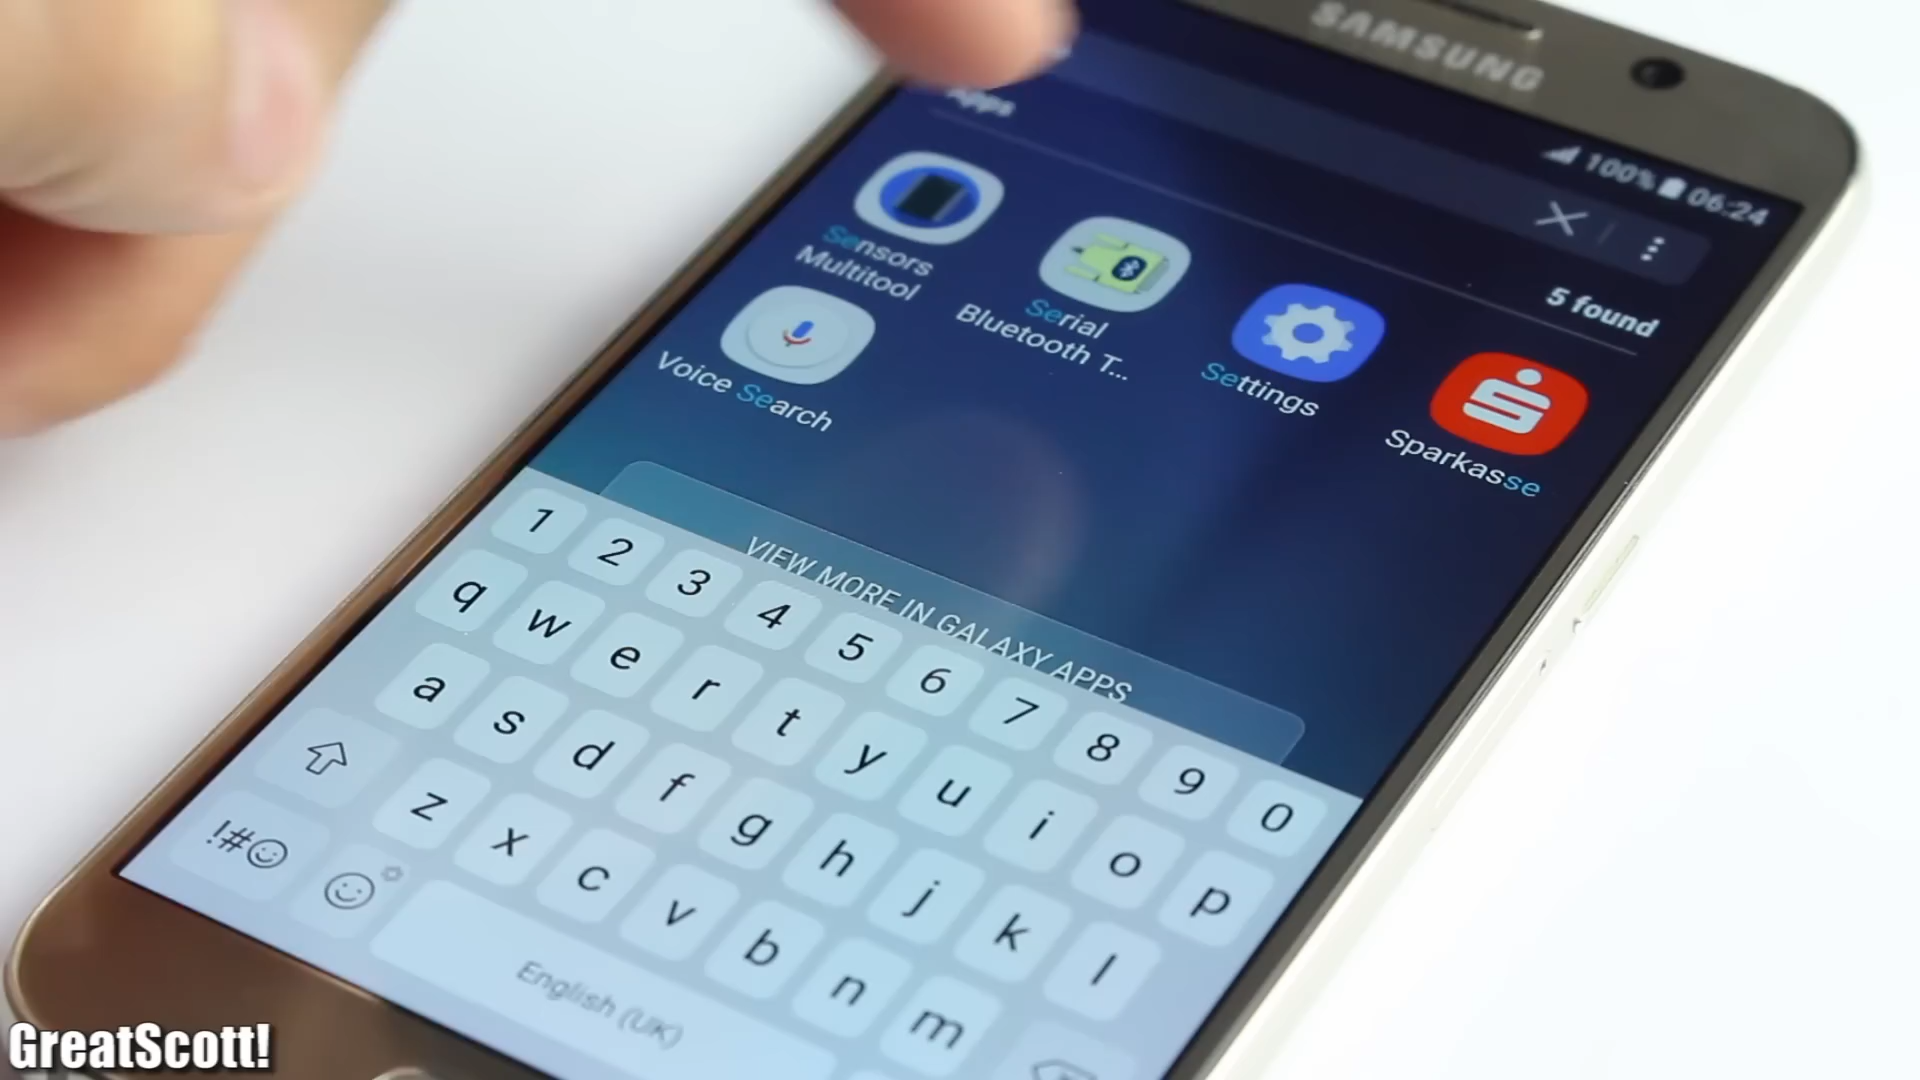 SAMSUNG
100% 06:24
Apps
5 found
Sensors
Multitool
Serial
Bluetooth T...
Settings
Sparkasse
Voice Search
VIEW MORE IN GALAXY APPS
1 2 3 4 5 6 7 8 9 0
q w e r t y u i o p
a s d f g h j k l
z x c v b n m
!#☺
English (UK)
GreatScott!